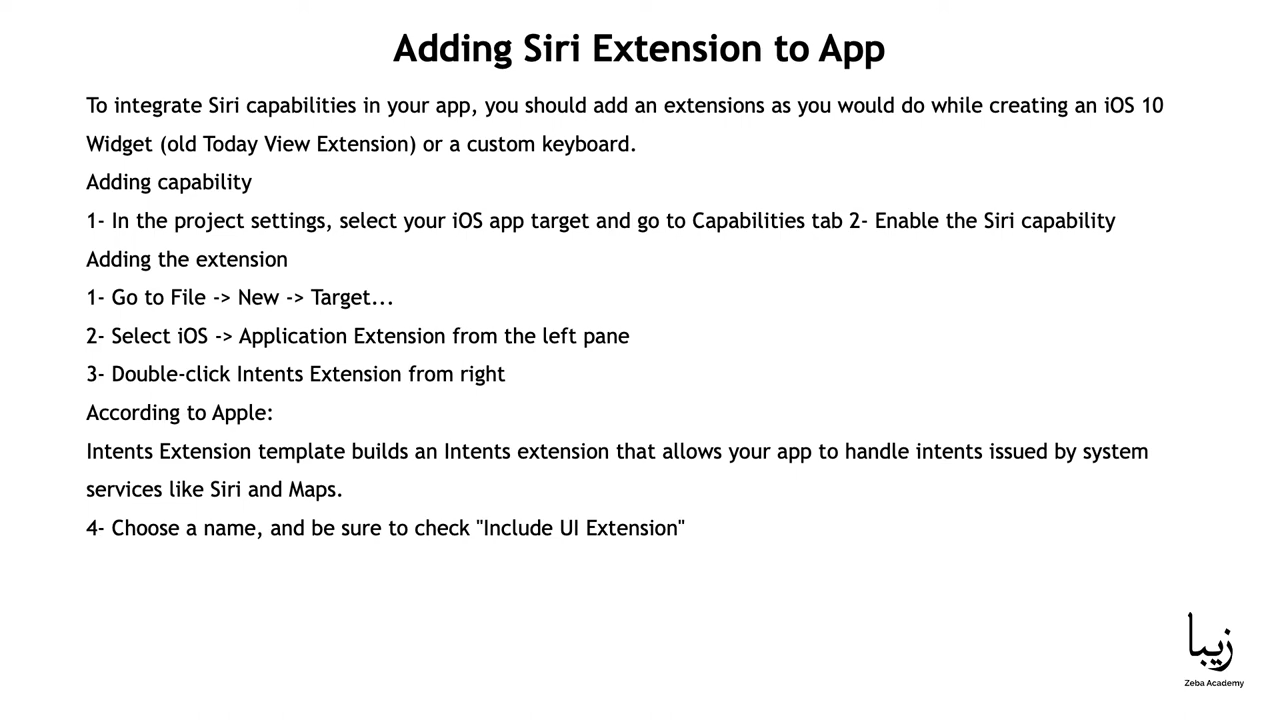 Adding Siri Extension to App
To integrate Siri capabilities in your app, you should add an extensions as you would do while creating an iOS 10
Widget (old Today View Extension) or a custom keyboard.
Adding capability
1- In the project settings, select your iOS app target and go to Capabilities tab 2- Enable the Siri capability
Adding the extension
1- Go to File -> New -> Target...
2- Select iOS -> Application Extension from the left pane
3- Double-click Intents Extension from right
According to Apple:
Intents Extension template builds an Intents extension that allows your app to handle intents issued by system
services like Siri and Maps.
4- Choose a name, and be sure to check "Include UI Extension"
زیبا
Zeba Academy